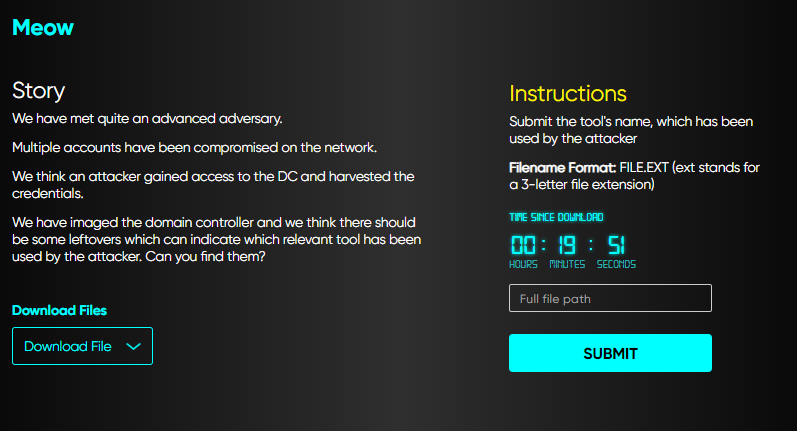 Meow
Story
We have met quite an advanced adversary.
Multiple accounts have been compromised on the network.
We think an attacker gained access to the DC and harvested the
credentials.
We have imaged the domain controller and we think there should
be some leftovers which can indicate which relevant tool has been
used by the attacker. Can you find them?
Download Files
Download File
Instructions
Submit the tool's name, which has been
used by the attacker
Filename Format: FILE.EXT (ext stands for
a 3-letter file extension)
TIME SINCE DOWNLOAD
00 : 19 : 51
HOURS MINUTES SECONDS
Full file path
SUBMIT